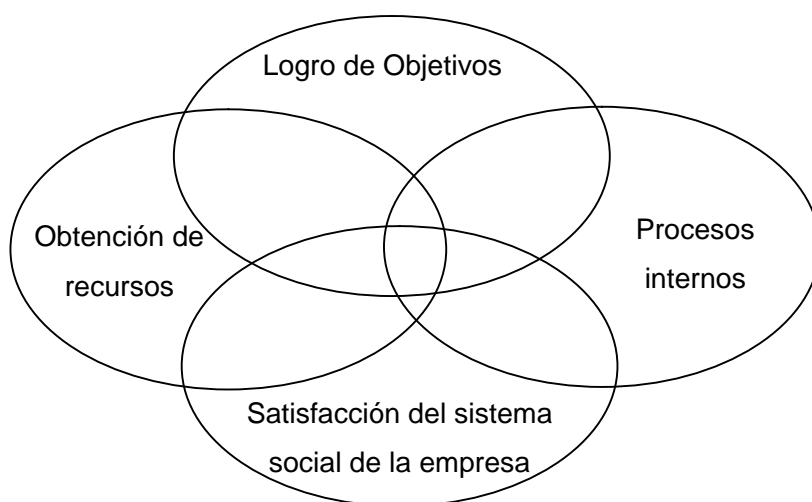 Logro de Objetivos
Obtención de
recursos
Procesos
internos
Satisfacción del sistema
social de la empresa